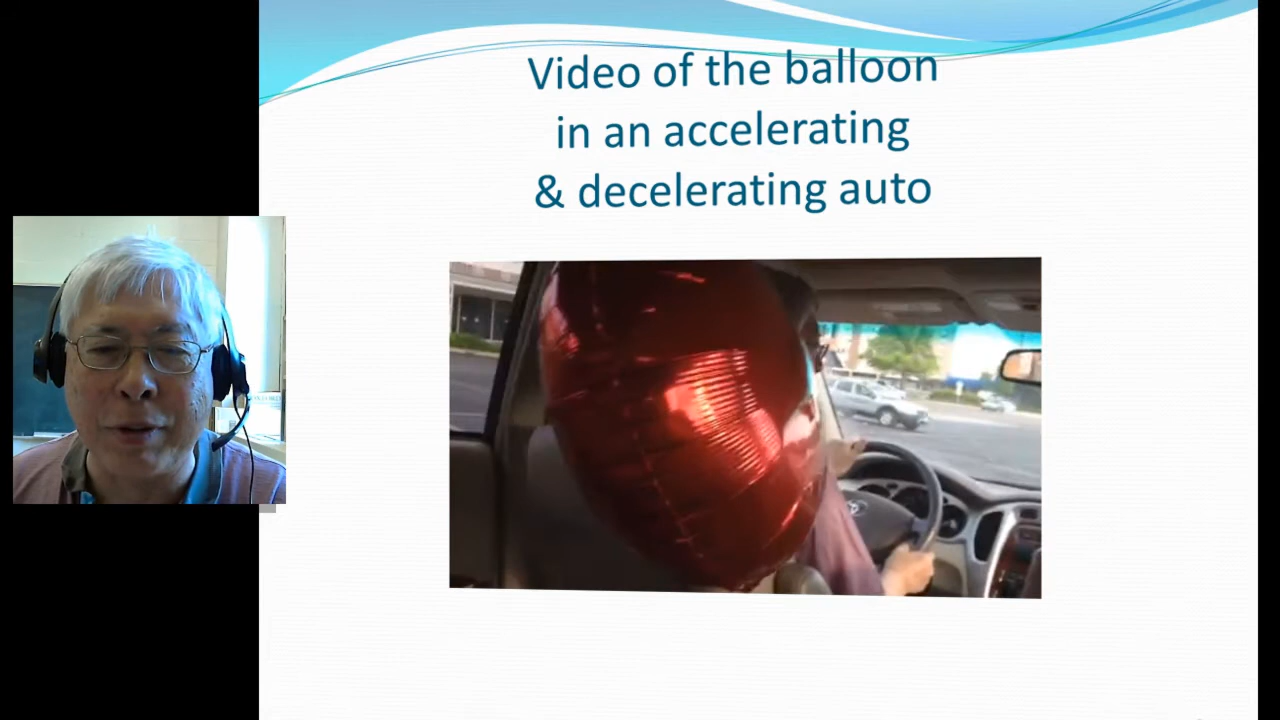 Video of the balloon
in an accelerating
& decelerating auto